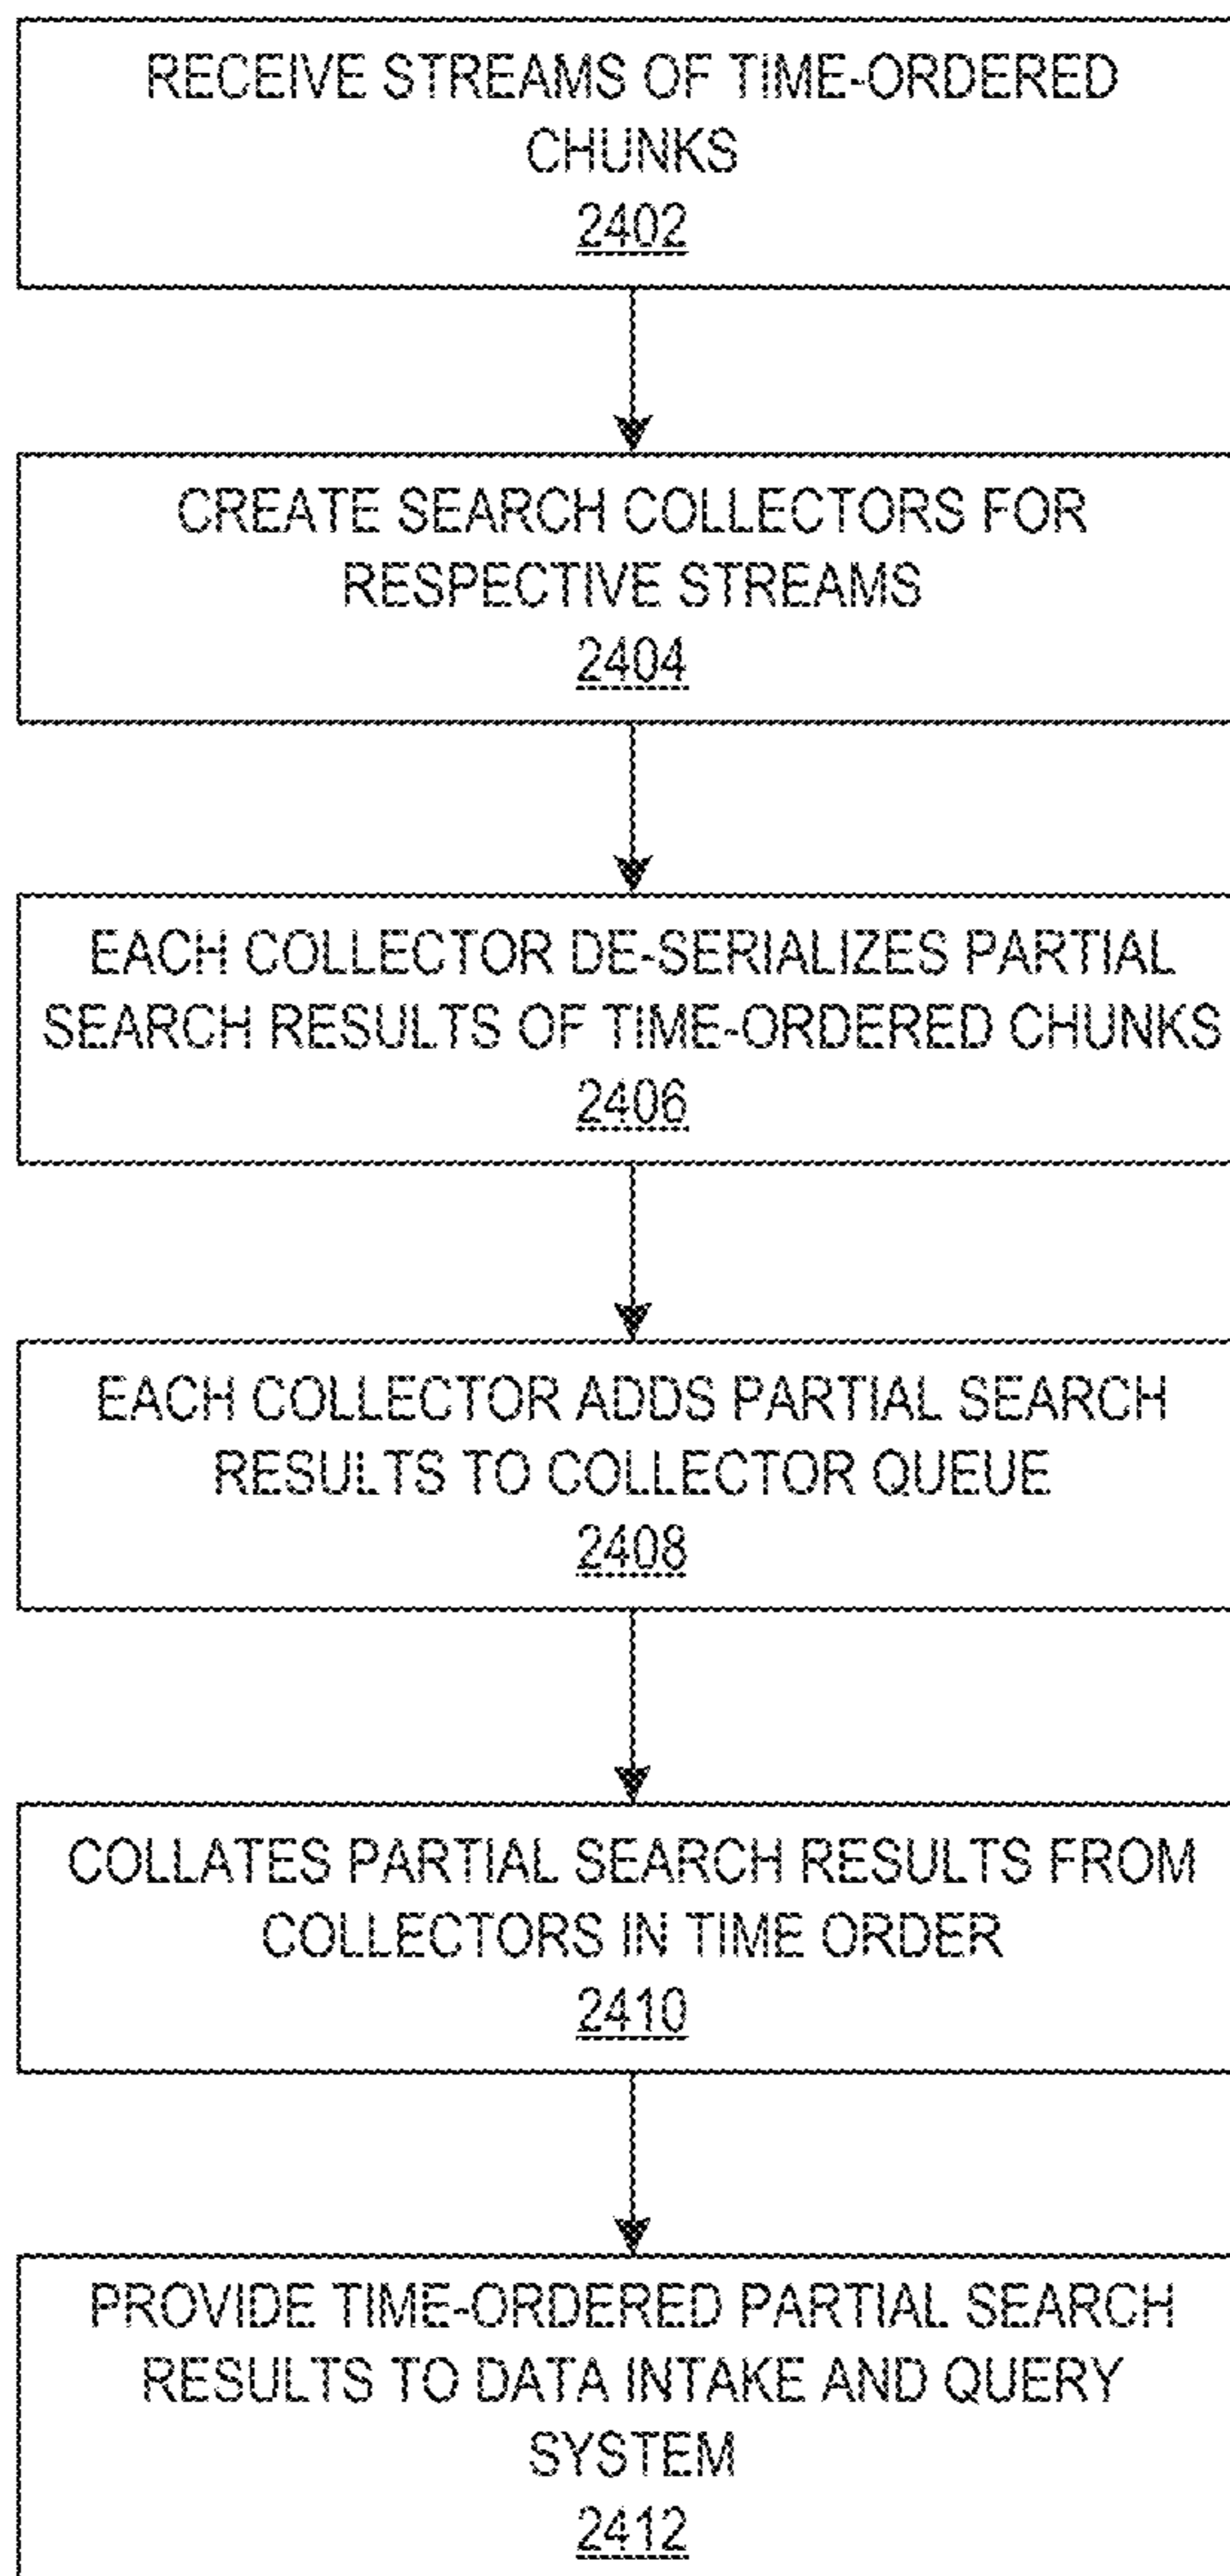 RECEIVE STREAMS OF TIME-ORDERED
CHUNKS
2402
CREATE SEARCH COLLECTORS FOR
RESPECTIVE STREAMS
2404
EACH COLLECTOR DE-SERIALIZES PARTIAL
SEARCH RESULTS OF TIME-ORDERED CHUNKS
2406
EACH COLLECTOR ADDS PARTIAL SEARCH
RESULTS TO COLLECTOR QUEUE
2408
COLLATES PARTIAL SEARCH RESULTS FROM
COLLECTORS IN TIME ORDER
2410
PROVIDE TIME-ORDERED PARTIAL SEARCH
RESULTS TO DATA INTAKE AND QUERY
SYSTEM
2412